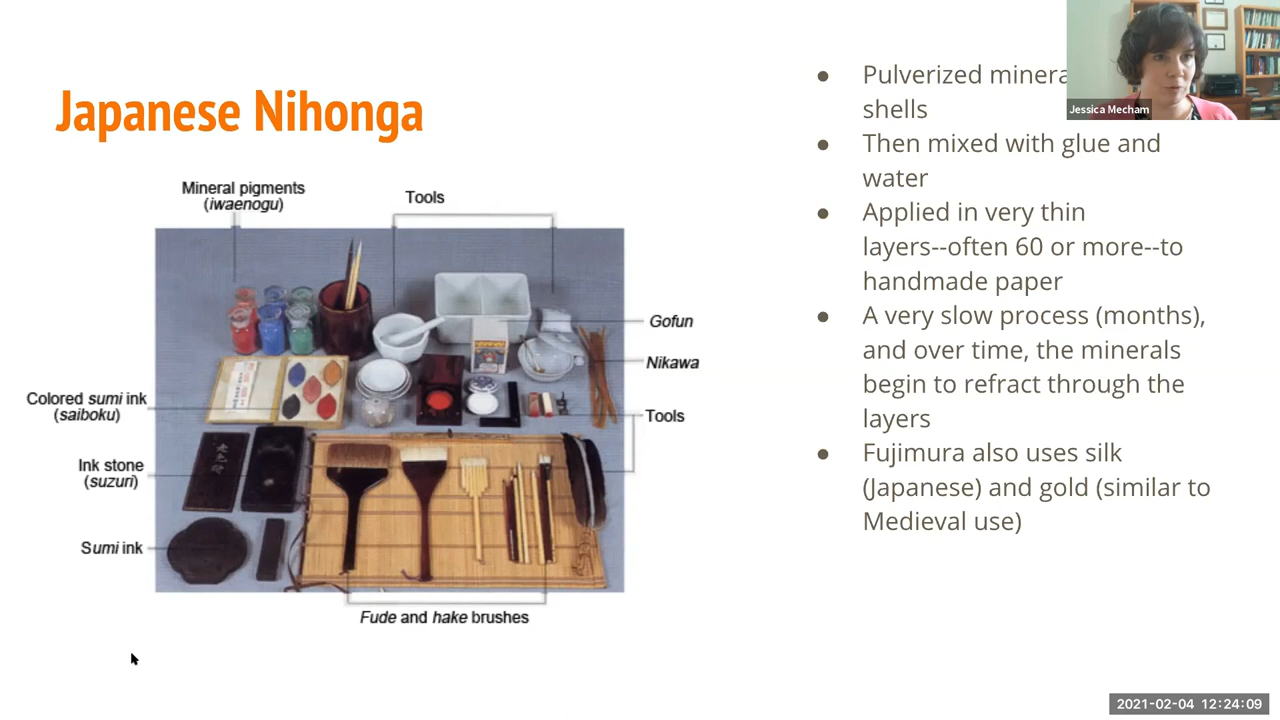 Japanese Nihonga
Mineral pigments
(iwaenogu)
Tools
Gofun
Nikawa
Tools
Colored sumi ink
(saiboku)
Ink stone
(suzuri)
Sumi ink
Fude and hake brushes
● Pulverized
shells
● Then mixed with glue and
water
● Applied in very thin
layers--often 60 or more--to
handmade paper
● A very slow process (months),
and over time, the minerals
begin to refract through the
layers
● Fujimura also uses silk
(Japanese) and gold (similar to
Medieval use)
Jessica Mecham
2021-02-04 12:24:09